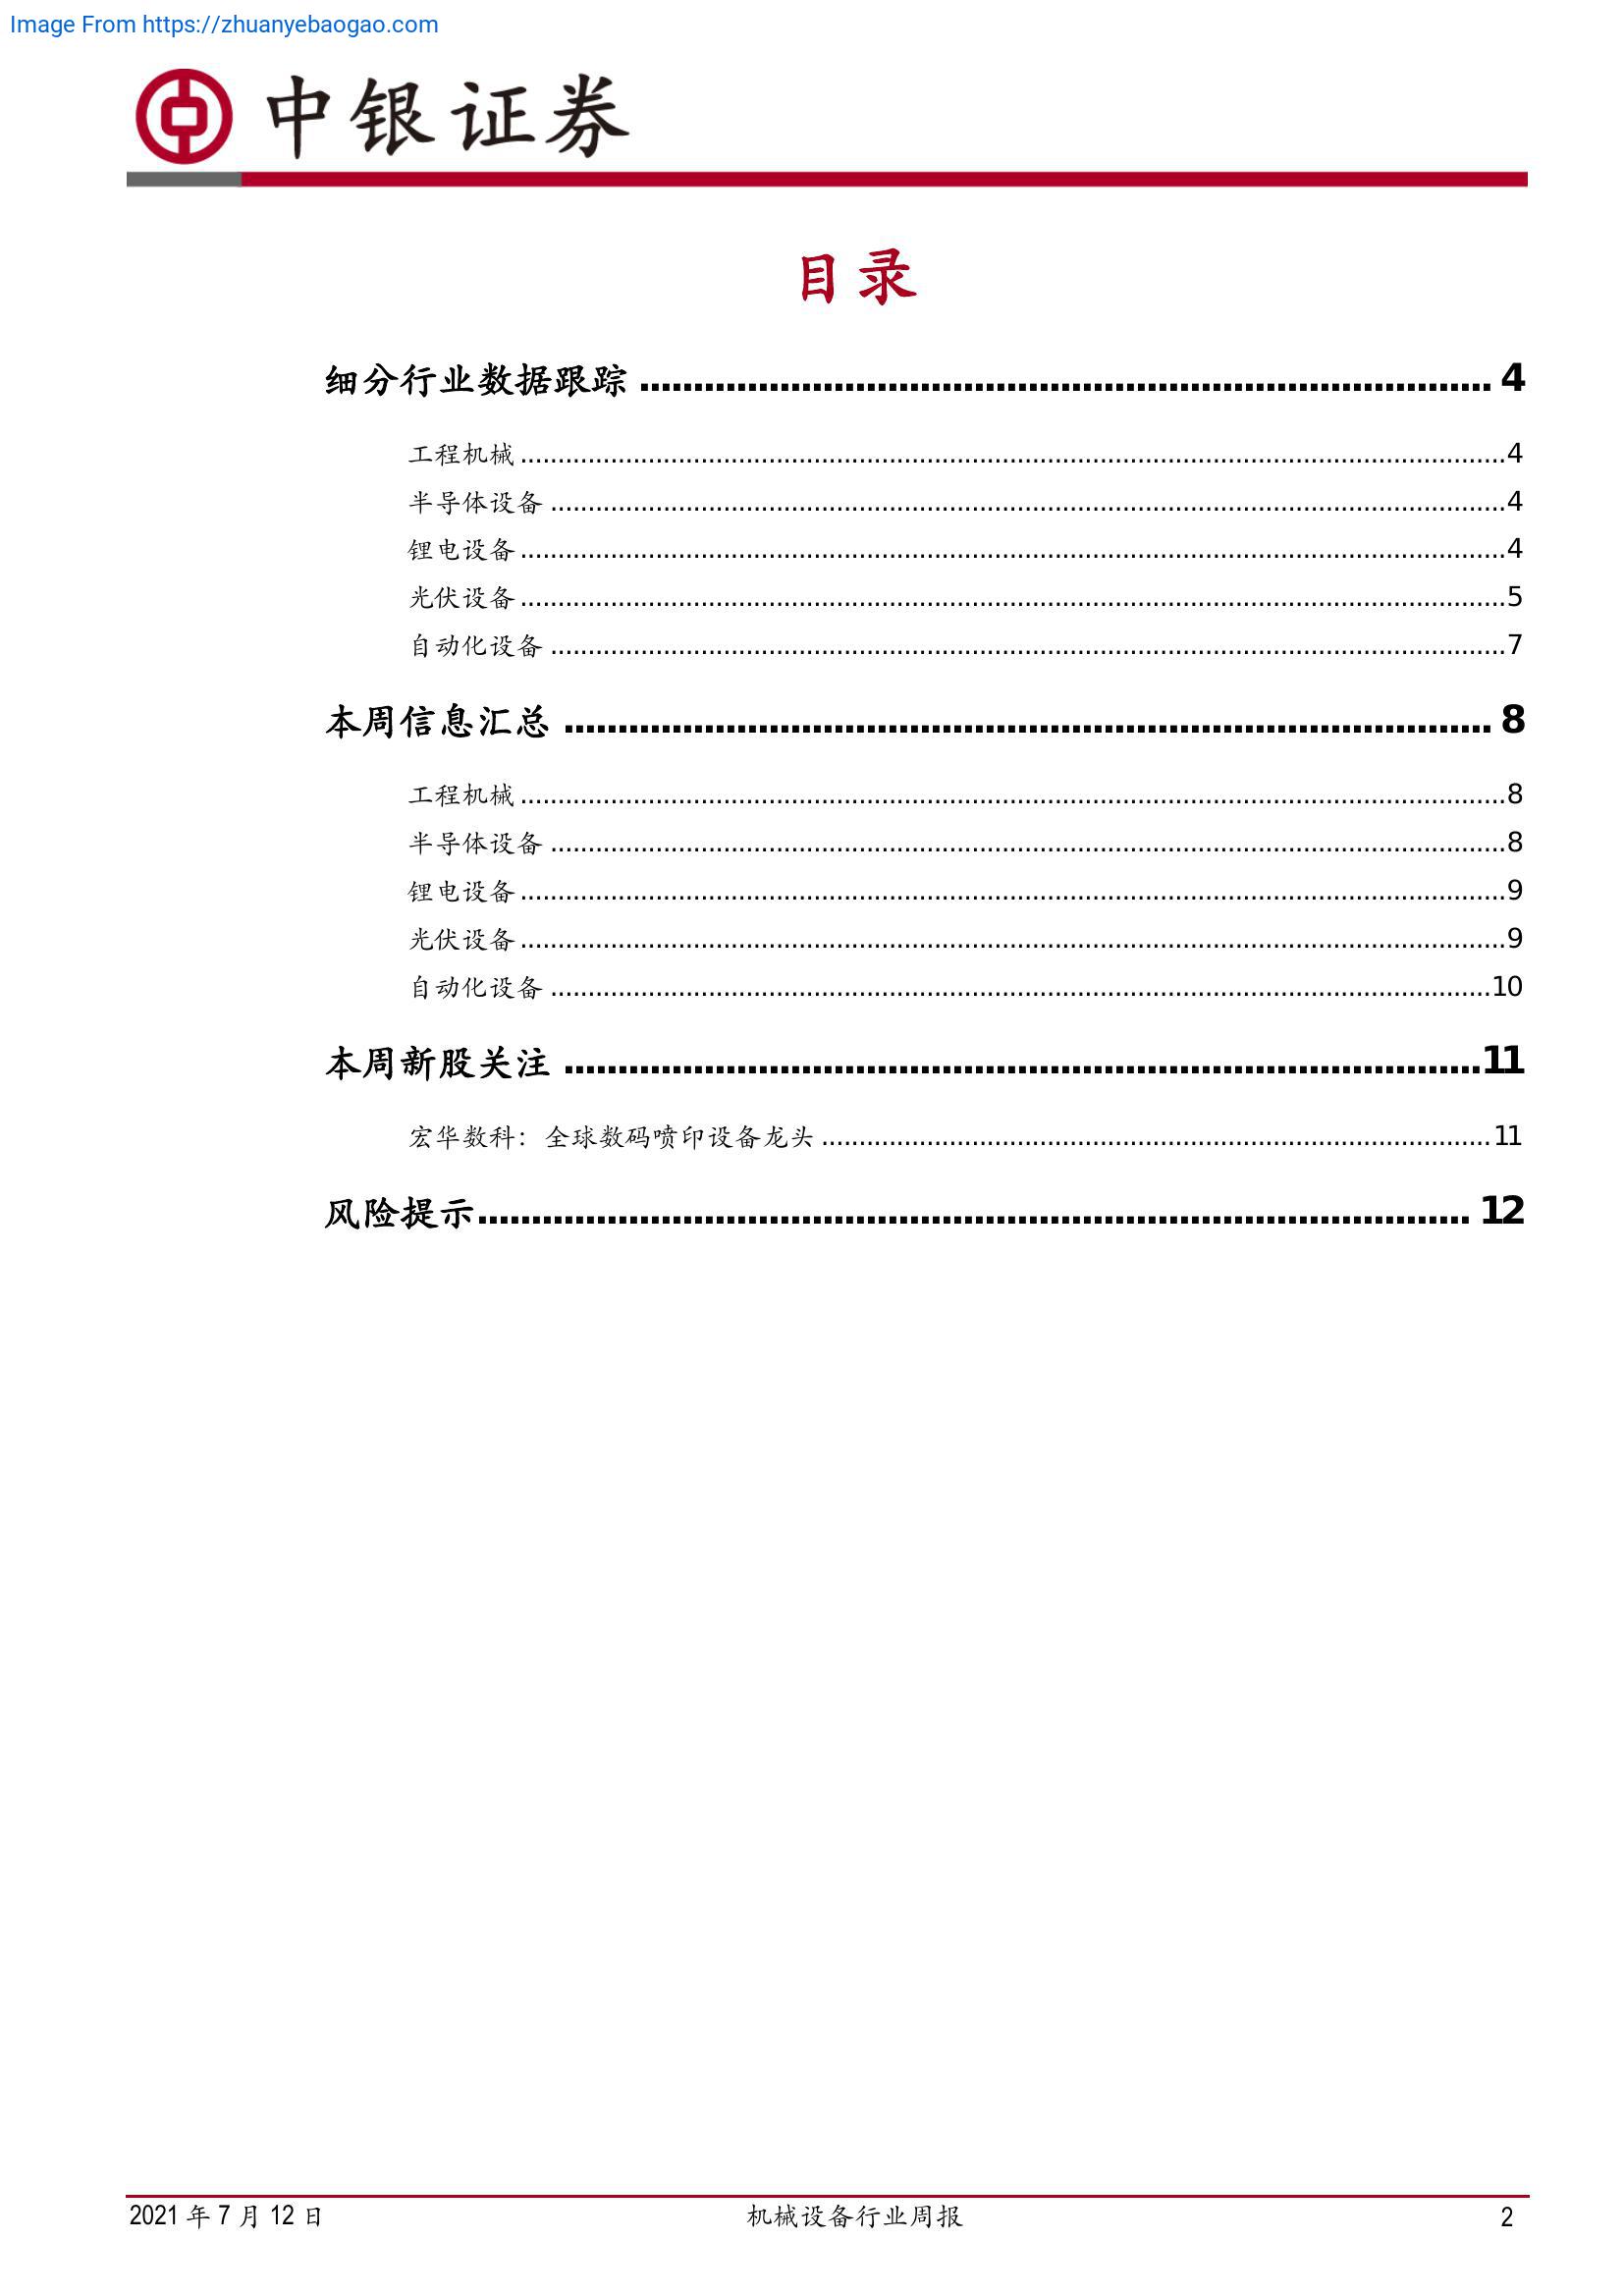 Image From https://zhuanyebaogao.com
中银证券
目录
细分行业数据跟踪 ........ 4
工程机械 ........ 4
半导体设备 ........ 4
锂电设备 ........ 4
光伏设备 ........ 5
自动化设备 ........ 7
本周信息汇总 ........ 8
工程机械 ........ 8
半导体设备 ........ 8
锂电设备 ........ 9
光伏设备 ........ 9
自动化设备 ........ 10
本周新股关注 ........ 11
宏华数科：全球数码喷印设备龙头 ........ 11
风险提示 ........ 12
2021 年 7 月 12 日 机械设备行业周报 2